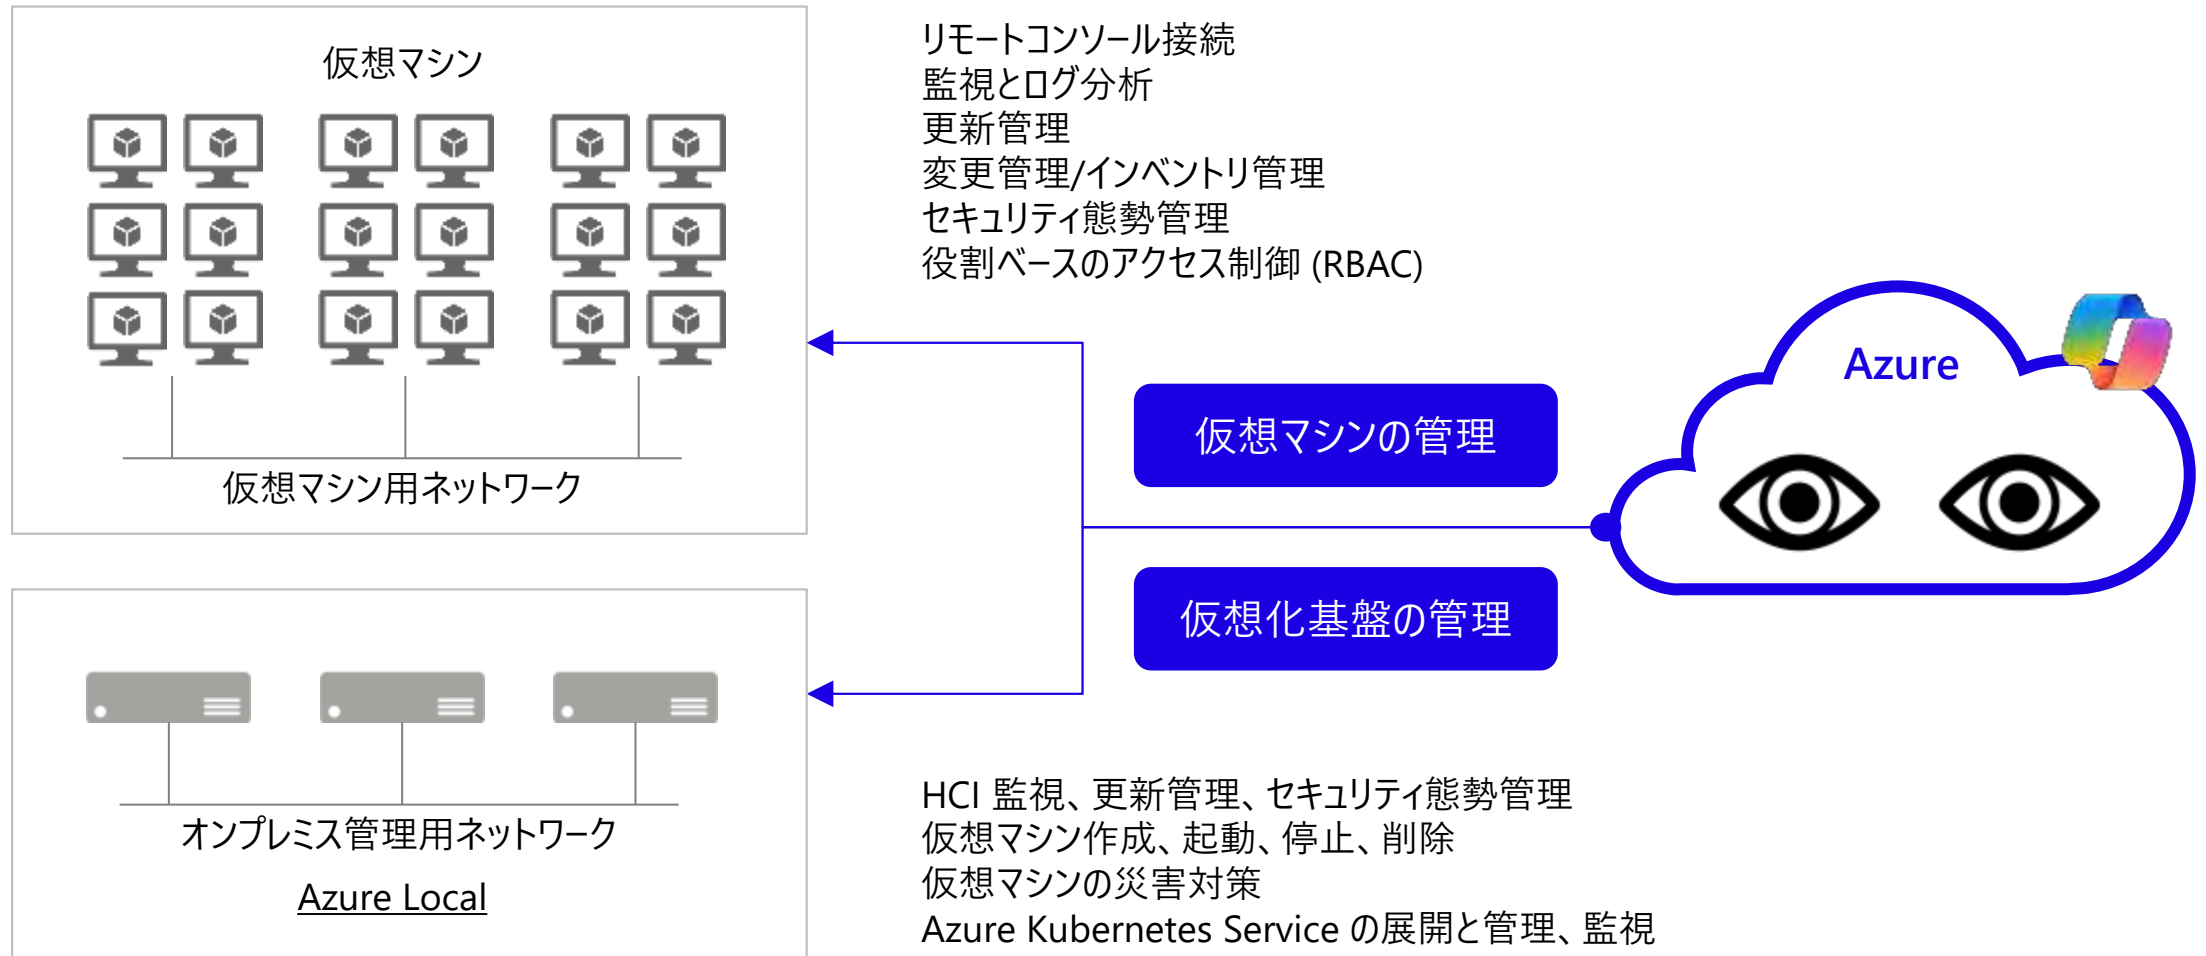 仮想マシン
仮想マシン用ネットワーク
リモートコンソール接続
監視とログ分析
更新管理
変更管理/インベントリ管理
セキュリティ態勢管理
役割ベースのアクセス制御 (RBAC)
Azure
仮想マシンの管理
仮想化基盤の管理
オンプレミス管理用ネットワーク
Azure Local
HCI 監視、更新管理、セキュリティ態勢管理
仮想マシン作成、起動、停止、削除
仮想マシンの災害対策
Azure Kubernetes Service の展開と管理、監視